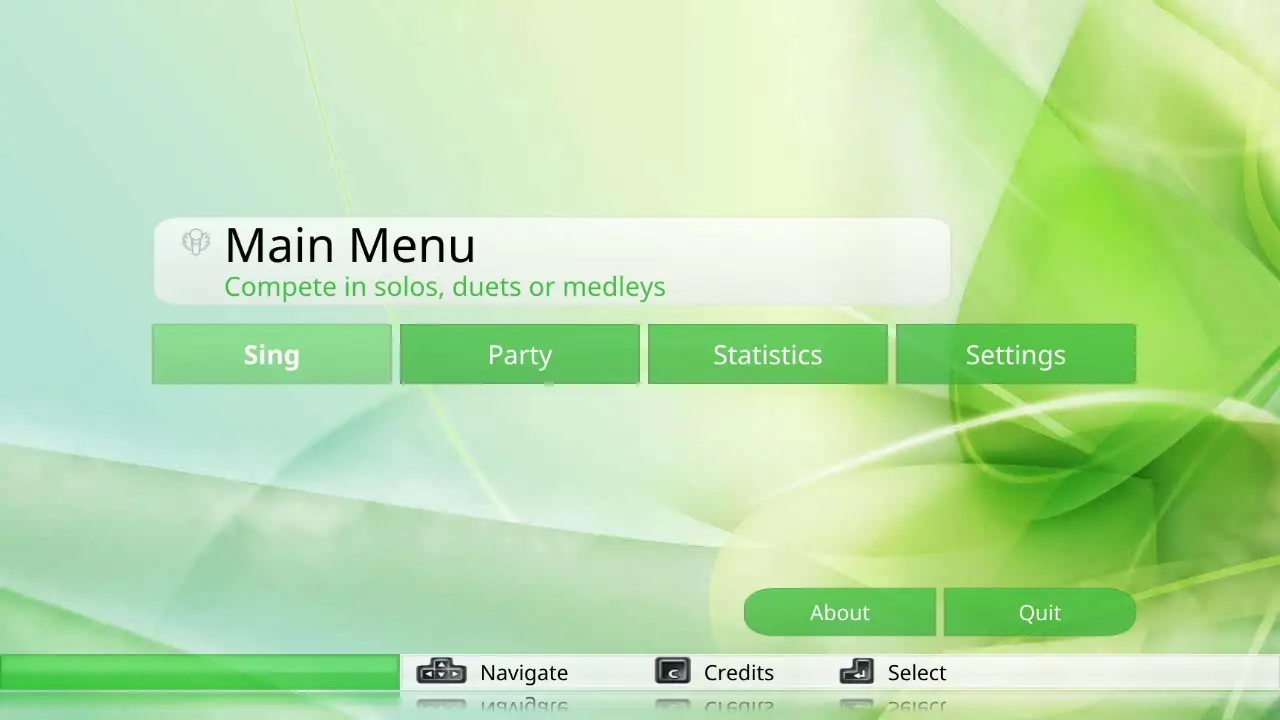 Main Menu
Compete in solos, duets or medleys
Sing
Party
Statistics
Settings
About
Quit
Navigate
C
Credits
Select